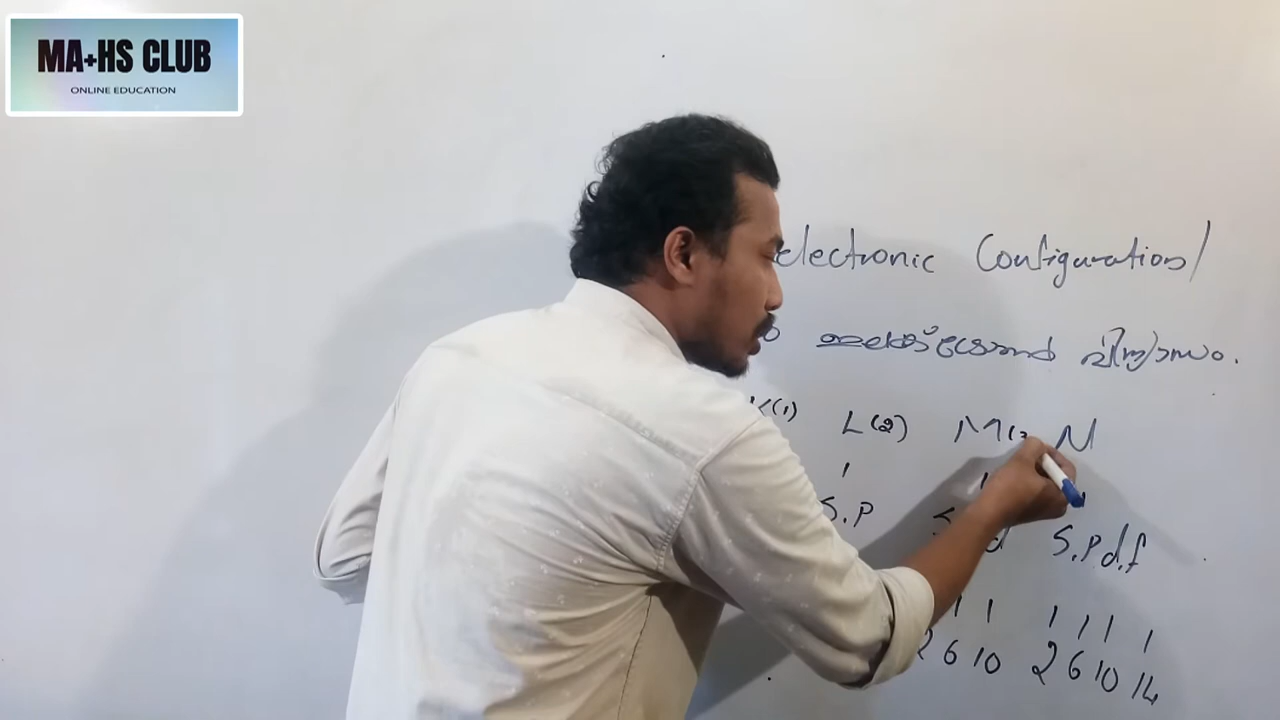 MA+HS CLUB
ONLINE EDUCATION
electronic Configuration/
ഇലക്ട്രോൺ വിന്യാസം.
K(1) L(2) M(3 N
S.P S d S.P.d.f
2 6 10 2 6 10 14